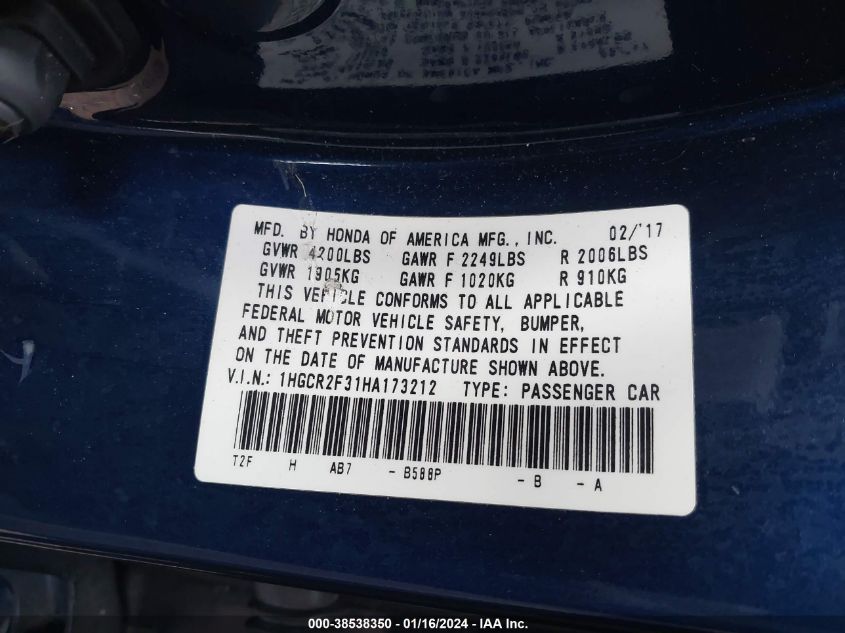 MFD. BY HONDA OF AMERICA MFG., INC. 02/'17
GVWR 4200LBS GAWR F 2249LBS R 2006LBS
GVWR 1905KG GAWR F 1020KG R 910KG
THIS VEHICLE CONFORMS TO ALL APPLICABLE
FEDERAL MOTOR VEHICLE SAFETY, BUMPER,
AND THEFT PREVENTION STANDARDS IN EFFECT
ON THE DATE OF MANUFACTURE SHOWN ABOVE.
V.I.N.: 1HGCR2F31HA173212 TYPE: PASSENGER CAR
T2F H AB7 - B588P - B - A
000-38538350 - 01/16/2024 - IAA Inc.